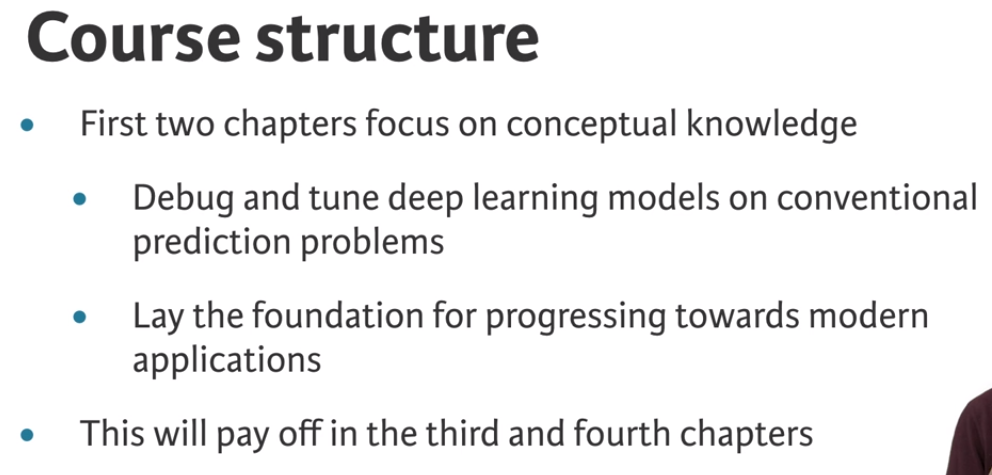 Course structure
• First two chapters focus on conceptual knowledge
• Debug and tune deep learning models on conventional
prediction problems
• Lay the foundation for progressing towards modern
applications
• This will pay off in the third and fourth chapters